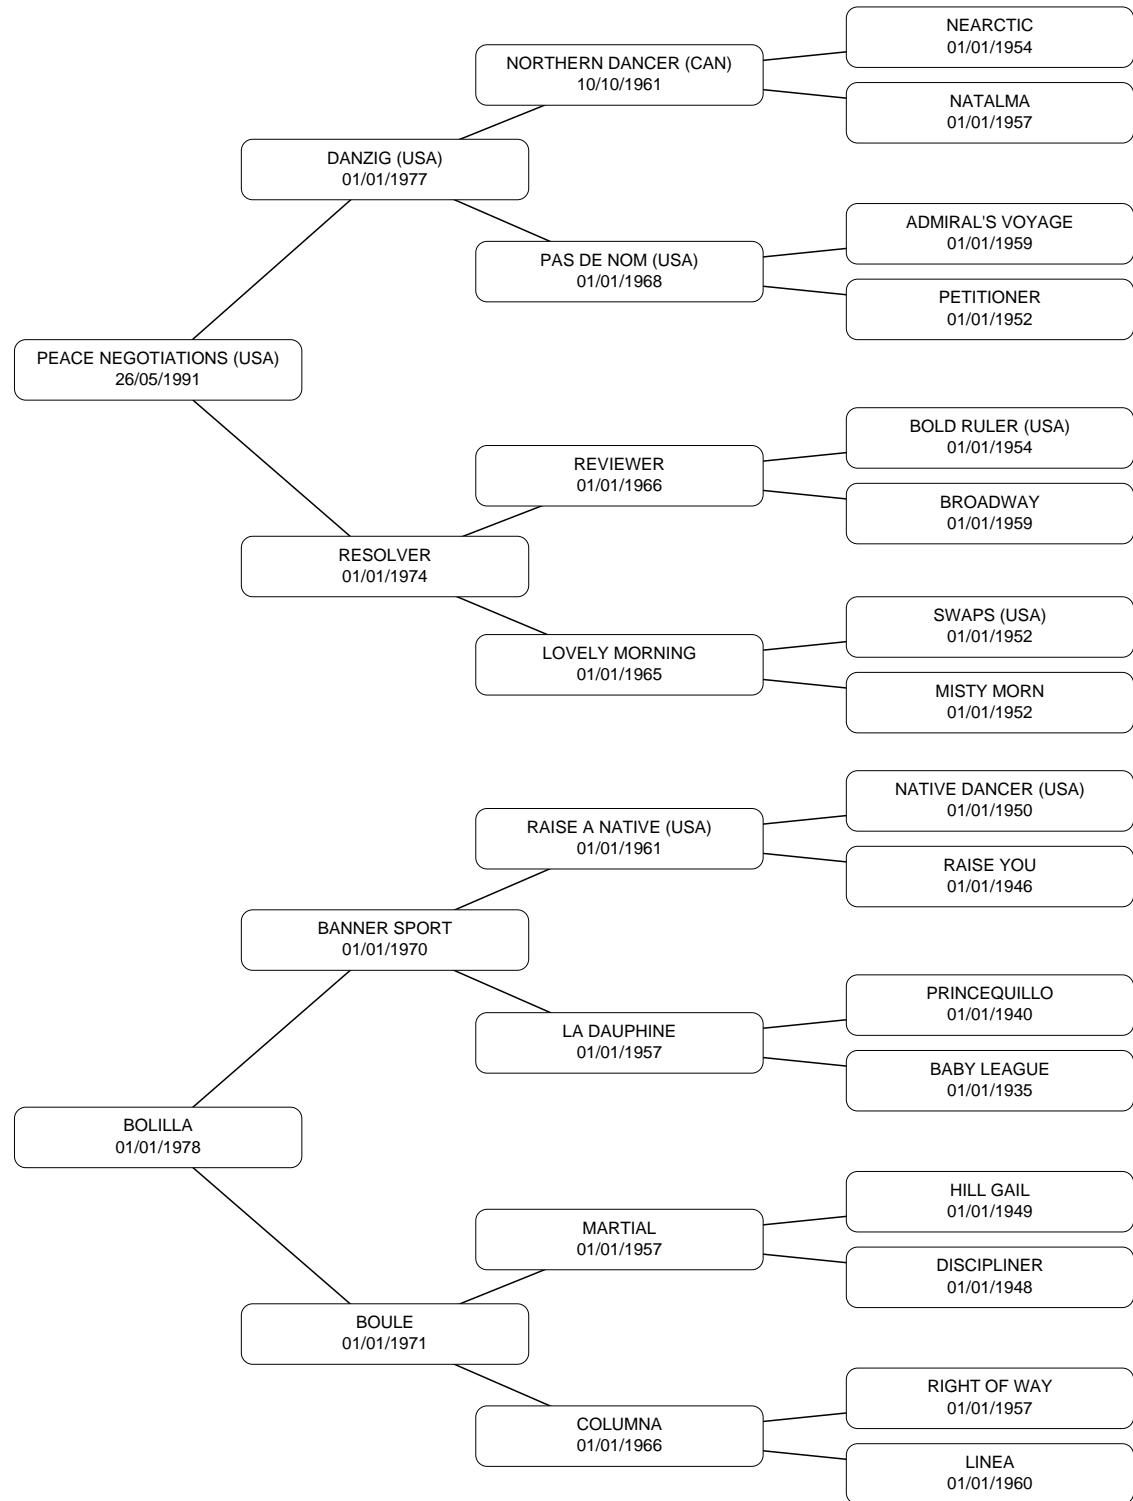 NEARCTIC
01/01/1954
NORTHERN DANCER (CAN)
10/10/1961
NATALMA
01/01/1957
DANZIG (USA)
01/01/1977
ADMIRAL'S VOYAGE
01/01/1959
PAS DE NOM (USA)
01/01/1968
PETITIONER
01/01/1952
PEACE NEGOTIATIONS (USA)
26/05/1991
BOLD RULER (USA)
01/01/1954
REVIEWER
01/01/1966
BROADWAY
01/01/1959
RESOLVER
01/01/1974
SWAPS (USA)
01/01/1952
LOVELY MORNING
01/01/1965
MISTY MORN
01/01/1952
NATIVE DANCER (USA)
01/01/1950
RAISE A NATIVE (USA)
01/01/1961
RAISE YOU
01/01/1946
BANNER SPORT
01/01/1970
PRINCEQUILLO
01/01/1940
LA DAUPHINE
01/01/1957
BABY LEAGUE
01/01/1935
BOLILLA
01/01/1978
HILL GAIL
01/01/1949
MARTIAL
01/01/1957
DISCIPLINER
01/01/1948
BOULE
01/01/1971
RIGHT OF WAY
01/01/1957
COLUMNA
01/01/1966
LINEA
01/01/1960